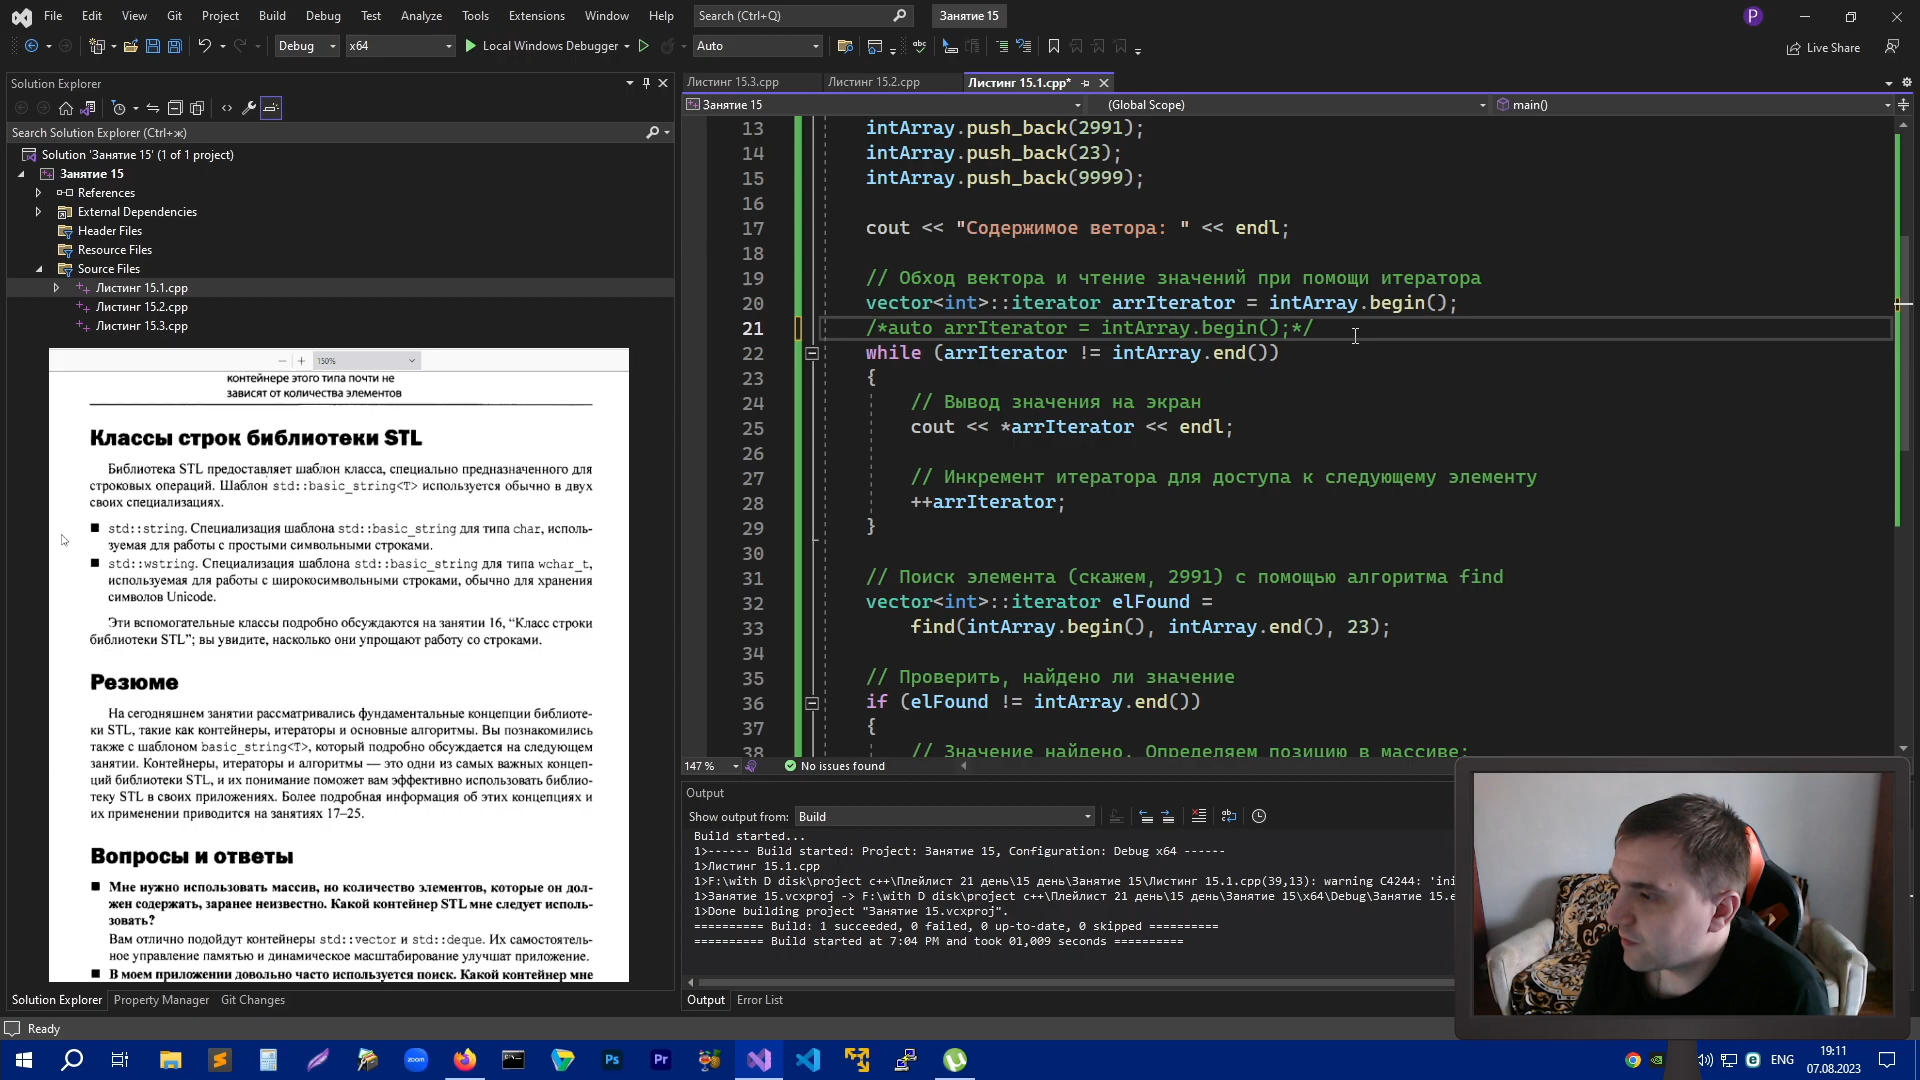 File Edit View Git Project Build Debug Test Analyze Tools Extensions Window Help Search (Ctrl+Q) Занятие 15
P
Debug x64 Local Windows Debugger Auto Live Share
Solution Explorer
Search Solution Explorer (Ctrl+ж)
Solution 'Занятие 15' (1 of 1 project)
Занятие 15
References
External Dependencies
Header Files
Resource Files
Source Files
Листинг 15.1.cpp
Листинг 15.2.cpp
Листинг 15.3.cpp
150%
контейнере этого типа почти не
зависят от количества элементов
Классы строк библиотеки STL
Библиотека STL предоставляет шаблон класса, специально предназначенного для
строковых операций. Шаблон std::basic_string<T> используется обычно в двух
своих специализациях.
■ std::string. Специализация шаблона std::basic_string для типа char, исполь-
зуемая для работы с простыми символьными строками.
■ std::wstring. Специализация шаблона std::basic_string для типа wchar_t,
используемая для работы с широкосимвольными строками, обычно для хранения
символов Unicode.
Эти вспомогательные классы подробно обсуждаются на занятии 16, “Класс строки
библиотеки STL”; вы увидите, насколько они упрощают работу со строками.
Резюме
На сегодняшнем занятии рассматривались фундаментальные концепции библиоте-
ки STL, такие как контейнеры, итераторы и основные алгоритмы. Вы познакомились
также с шаблоном basic_string<T>, который подробно обсуждается на следующем
занятии. Контейнеры, итераторы и алгоритмы — это одни из самых важных концеп-
ций библиотеки STL, и их понимание поможет вам эффективно использовать библио-
теку STL в своих приложениях. Более подробная информация об этих концепциях и
их применении приводится на занятиях 17–25.
Вопросы и ответы
■ Мне нужно использовать массив, но количество элементов, которые он дол-
жен содержать, заранее неизвестно. Какой контейнер STL мне следует исполь-
зовать?
Вам отлично подойдут контейнеры std::vector и std::deque. Их самостоятель-
ное управление памятью и динамическое масштабирование улучшат приложение.
■ В моем приложении довольно часто используется поиск. Какой контейнер мне
Solution Explorer Property Manager Git Changes
Листинг 15.3.cpp Листинг 15.2.cpp Листинг 15.1.cpp*
Занятие 15 (Global Scope) main()
13 intArray.push_back(2991);
14 intArray.push_back(23);
15 intArray.push_back(9999);
16
17 cout << "Содержимое ветора: " << endl;
18
19 // Обход вектора и чтение значений при помощи итератора
20 vector<int>::iterator arrIterator = intArray.begin();
21 /*auto arrIterator = intArray.begin();*/
22 while (arrIterator != intArray.end())
23 {
24 // Вывод значения на экран
25 cout << *arrIterator << endl;
26
27 // Инкремент итератора для доступа к следующему элементу
28 ++arrIterator;
29 }
30
31 // Поиск элемента (скажем, 2991) с помощью алгоритма find
32 vector<int>::iterator elFound =
33 find(intArray.begin(), intArray.end(), 23);
34
35 // Проверить, найдено ли значение
36 if (elFound != intArray.end())
37 {
38 // Значение найдено. Определяем позицию в массиве:
147 % No issues found
Output
Show output from: Build
Build started...
1>------ Build started: Project: Занятие 15, Configuration: Debug x64 ------
1>Листинг 15.1.cpp
1>F:\with D disk\project c++\Плейлист 21 день\15 день\Занятие 15\Листинг 15.1.cpp(39,13): warning C4244: 'ini
1>Занятие 15.vcxproj -> F:\with D disk\project c++\Плейлист 21 день\15 день\Занятие 15\x64\Debug\Занятие 15.e
1>Done building project "Занятие 15.vcxproj".
========== Build: 1 succeeded, 0 failed, 0 up-to-date, 0 skipped ==========
========== Build started at 7:04 PM and took 01,009 seconds ==========
Output Error List
Ready
zoom Ps Pr ENG 19:11
07.08.2023